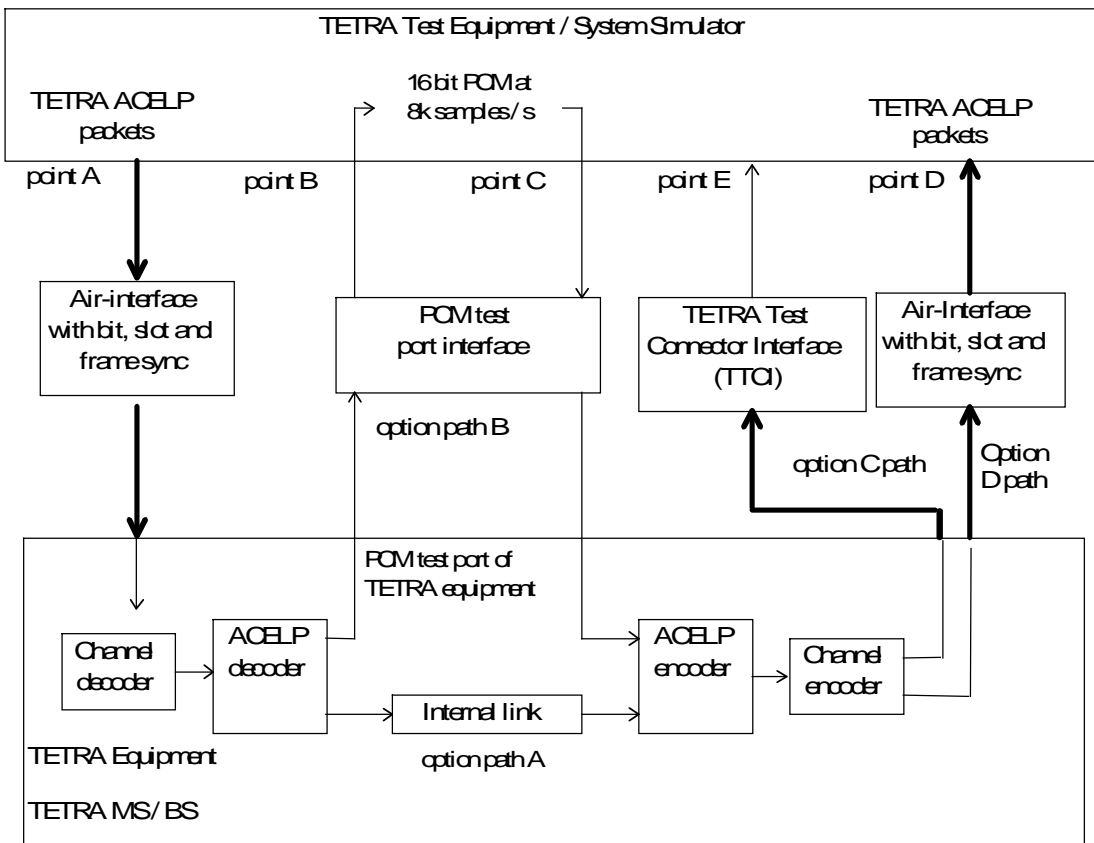 TETRA Test Equipment / System Simulator
16 bit PCM at
8k samples / s
TETRA ACELP
packets
TETRA ACELP
packets
point A
point B
point C
point E
point D
Air-interface
with bit, slot and
frame sync
PCM test
port interface
TETRA Test
Connector Interface
(TTCI)
Air-Interface
with bit, slot and
frame sync
option path B
option C path
Option
D path
PCM test port of
TETRA equipment
Channel
decoder
ACELP
decoder
Internal link
option path A
ACELP
encoder
Channel
encoder
TETRA Equipment
TETRA MS / BS